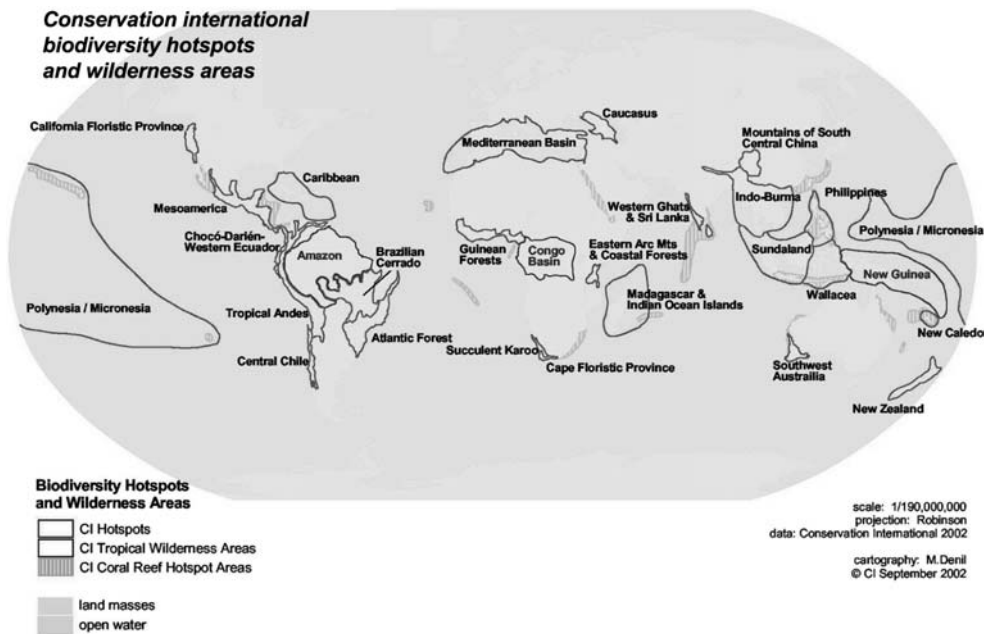 Conservation international
biodiversity hotspots
and wilderness areas
California Floristic Province
Caucasus
Mediterranean Basin
Mountains of South
Central China
Caribbean
Mesoamerica
Western Ghats
& Sri Lanka
Indo-Burma
Philippines
Chocó-Darién-
Western Ecuador
Amazon
Brazilian
Cerrado
Guinean
Forests
Congo
Basin
Eastern Arc Mts
& Coastal Forests
Sundaland
Polynesia / Micronesia
New Guinea
Polynesia / Micronesia
Tropical Andes
Madagascar &
Indian Ocean Islands
Wallacea
Atlantic Forest
New Caledo
Central Chile
Succulent Karoo
Cape Floristic Province
Southwest
Austrailia
New Zealand
Biodiversity Hotspots
and Wilderness Areas
CI Hotspots
CI Tropical Wilderness Areas
CI Coral Reef Hotspot Areas
land masses
open water
scale: 1/190,000,000
projection: Robinson
data: Conservation International 2002
cartography: M.Denil
© CI September 2002